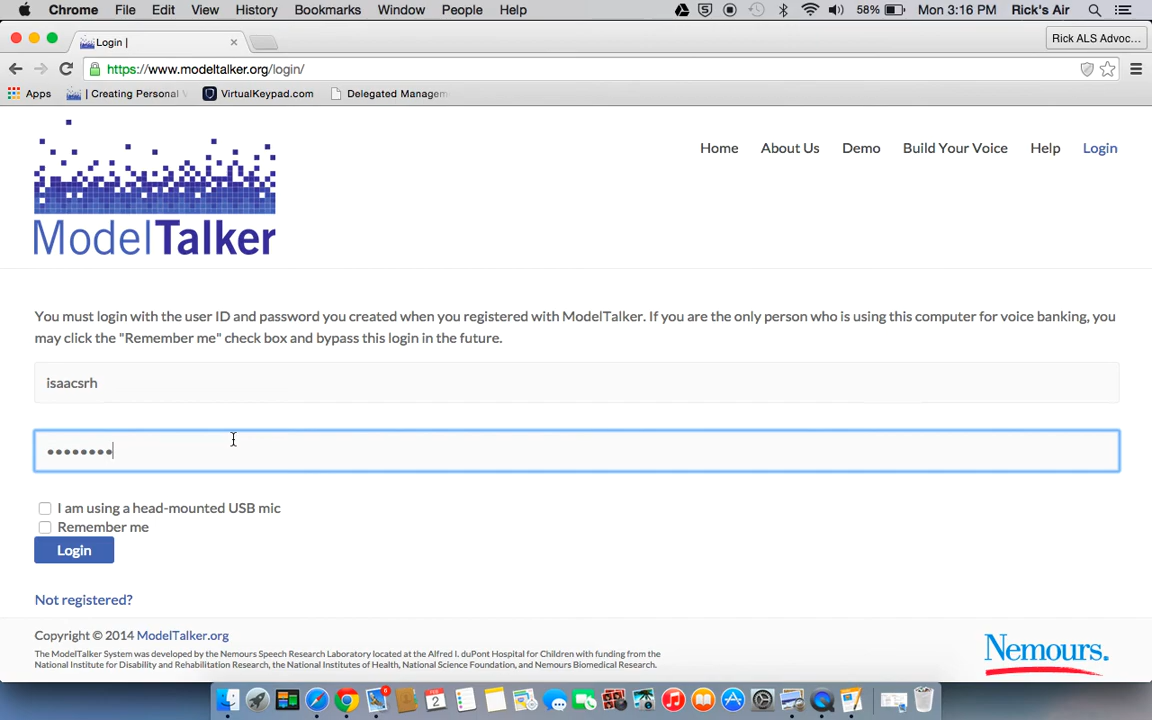 Chrome File Edit View History Bookmarks Window People Help 58% Mon 3:16 PM Rick's Air
Login | Rick ALS Advoc...
https://www.modeltalker.org/login/
Apps | Creating Personal VirtualKeypad.com Delegated Managem
Home About Us Demo Build Your Voice Help Login
ModelTalker
You must login with the user ID and password you created when you registered with ModelTalker. If you are the only person who is using this computer for voice banking, you
may click the "Remember me" check box and bypass this login in the future.
isaacsrh
••••••••
I am using a head-mounted USB mic
Remember me
Login
Not registered?
Copyright © 2014 ModelTalker.org
The ModelTalker System was developed by the Nemours Speech Research Laboratory located at the Alfred I. duPont Hospital for Children with funding from the
National Institute for Disability and Rehabilitation Research, the National Institutes of Health, National Science Foundation, and Nemours Biomedical Research.
Nemours.